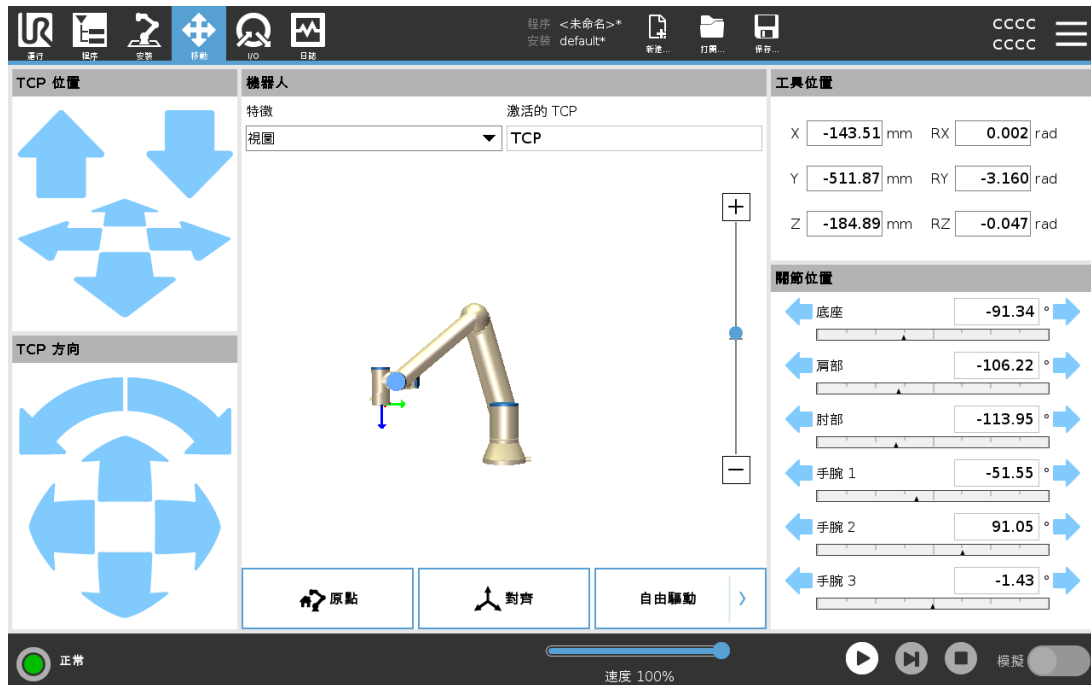 UR
運行
程序
安裝
移動
I/O
日誌
程序 <未命名>*
安裝 default*
新建...
打開...
保存...
CCCC
CCCC
TCP 位置
TCP 方向
機器人
特徵
激活的 TCP
視圖
TCP
+
−
原點
對齊
自由驅動
工具位置
X -143.51 mm RX 0.002 rad
Y -511.87 mm RY -3.160 rad
Z -184.89 mm RZ -0.047 rad
關節位置
底座 -91.34 °
肩部 -106.22 °
肘部 -113.95 °
手腕 1 -51.55 °
手腕 2 91.05 °
手腕 3 -1.43 °
正常
速度 100%
模擬